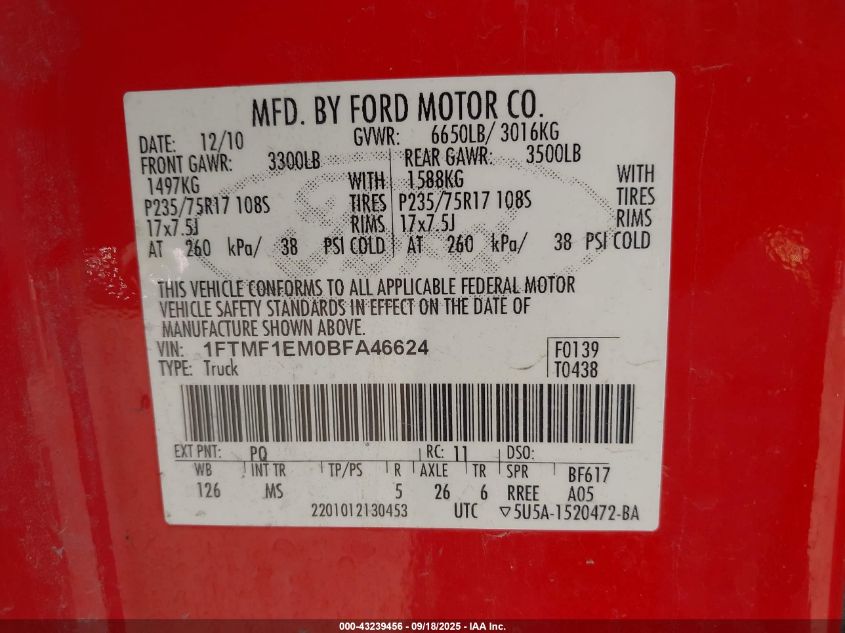 MFD. BY FORD MOTOR CO.
DATE: 12/10 GVWR: 6650LB/ 3016KG
FRONT GAWR: 3300LB REAR GAWR: 3500LB
1497KG WITH 1588KG WITH
P235/75R17 108S TIRES P235/75R17 108S TIRES
17x7.5J RIMS 17x7.5J RIMS
AT 260 kPa/ 38 PSI COLD AT 260 kPa/ 38 PSI COLD
THIS VEHICLE CONFORMS TO ALL APPLICABLE FEDERAL MOTOR
VEHICLE SAFETY STANDARDS IN EFFECT ON THE DATE OF
MANUFACTURE SHOWN ABOVE.
VIN: 1FTMF1EM0BFA46624 F0139
TYPE: Truck T0438
EXT PNT: PQ RC: 11 DSO:
WB INT TR TP/PS R AXLE TR SPR BF617
126 MS 5 26 6 RREE A05
2201012130453 UTC ▽5U5A-1520472-BA
000-43239456 - 09/18/2025 - IAA Inc.